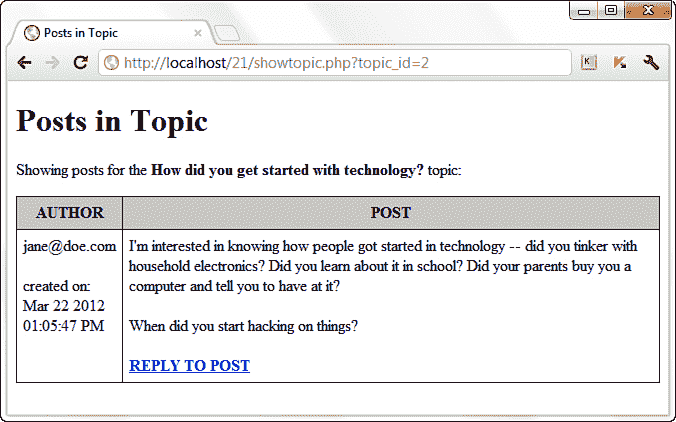 Posts in Topic
http://localhost/21/showtopic.php?topic_id=2
Posts in Topic
Showing posts for the How did you get started with technology? topic:
AUTHOR
POST
jane@doe.com
created on:
Mar 22 2012
01:05:47 PM
I'm interested in knowing how people got started in technology -- did you tinker with
household electronics? Did you learn about it in school? Did your parents buy you a
computer and tell you to have at it?
When did you start hacking on things?
REPLY TO POST